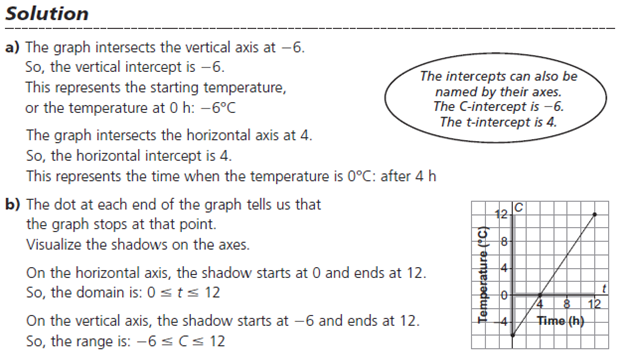 Solution
a) The graph intersects the vertical axis at –6.
So, the vertical intercept is –6.
This represents the starting temperature,
or the temperature at 0 h: –6°C
The graph intersects the horizontal axis at 4.
So, the horizontal intercept is 4.
This represents the time when the temperature is 0°C: after 4 h
The intercepts can also be
named by their axes.
The C-intercept is –6.
The t-intercept is 4.
b) The dot at each end of the graph tells us that
the graph stops at that point.
Visualize the shadows on the axes.
On the horizontal axis, the shadow starts at 0 and ends at 12.
So, the domain is: 0 ≤ t ≤ 12
On the vertical axis, the shadow starts at –6 and ends at 12.
So, the range is: –6 ≤ C ≤ 12
Temperature (°C)
C
12
8
4
0
–4
t
4 8 12
Time (h)